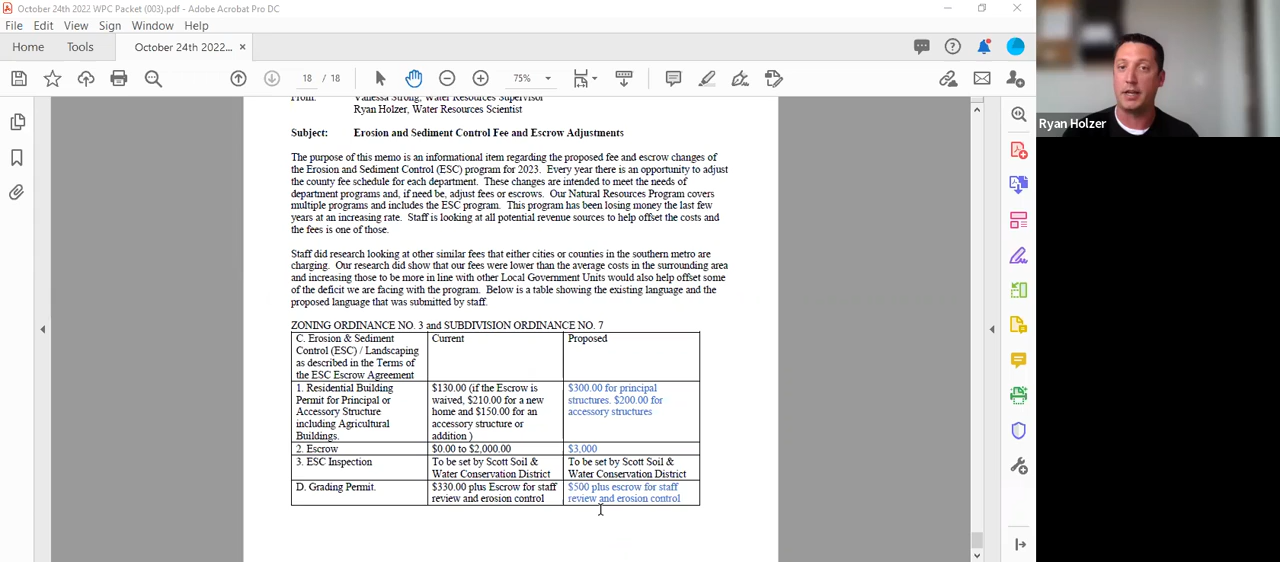 October 24th 2022 WPC Packet (003).pdf - Adobe Acrobat Pro DC
File Edit View Sign Window Help
Home Tools October 24th 2022... ×
18 / 18 75%
From: Vanessa Strong, Water Resources Supervisor
Ryan Holzer, Water Resources Scientist
Ryan Holzer
Subject: Erosion and Sediment Control Fee and Escrow Adjustments
The purpose of this memo is an informational item regarding the proposed fee and escrow changes of
the Erosion and Sediment Control (ESC) program for 2023. Every year there is an opportunity to adjust
the county fee schedule for each department. These changes are intended to meet the needs of
department programs and, if need be, adjust fees or escrows. Our Natural Resources Program covers
multiple programs and includes the ESC program. This program has been losing money the last few
years at an increasing rate. Staff is looking at all potential revenue sources to help offset the costs and
the fees is one of those.
Staff did research looking at other similar fees that either cities or counties in the southern metro are
charging. Our research did show that our fees were lower than the average costs in the surrounding area
and increasing those to be more in line with other Local Government Units would also help offset some
of the deficit we are facing with the program. Below is a table showing the existing language and the
proposed language that was submitted by staff.
ZONING ORDINANCE NO. 3 and SUBDIVISION ORDINANCE NO. 7
C. Erosion & Sediment
Control (ESC) / Landscaping
as described in the Terms of
the ESC Escrow Agreement
Current
Proposed
1. Residential Building
Permit for Principal or
Accessory Structure
including Agricultural
Buildings.
$130.00 (if the Escrow is
waived, $210.00 for a new
home and $150.00 for an
accessory structure or
addition )
$300.00 for principal
structures. $200.00 for
accessory structures
2. Escrow
$0.00 to $2,000.00
$3,000
3. ESC Inspection
To be set by Scott Soil &
Water Conservation District
To be set by Scott Soil &
Water Conservation District
D. Grading Permit.
$330.00 plus Escrow for staff
review and erosion control
$500 plus escrow for staff
review and erosion control